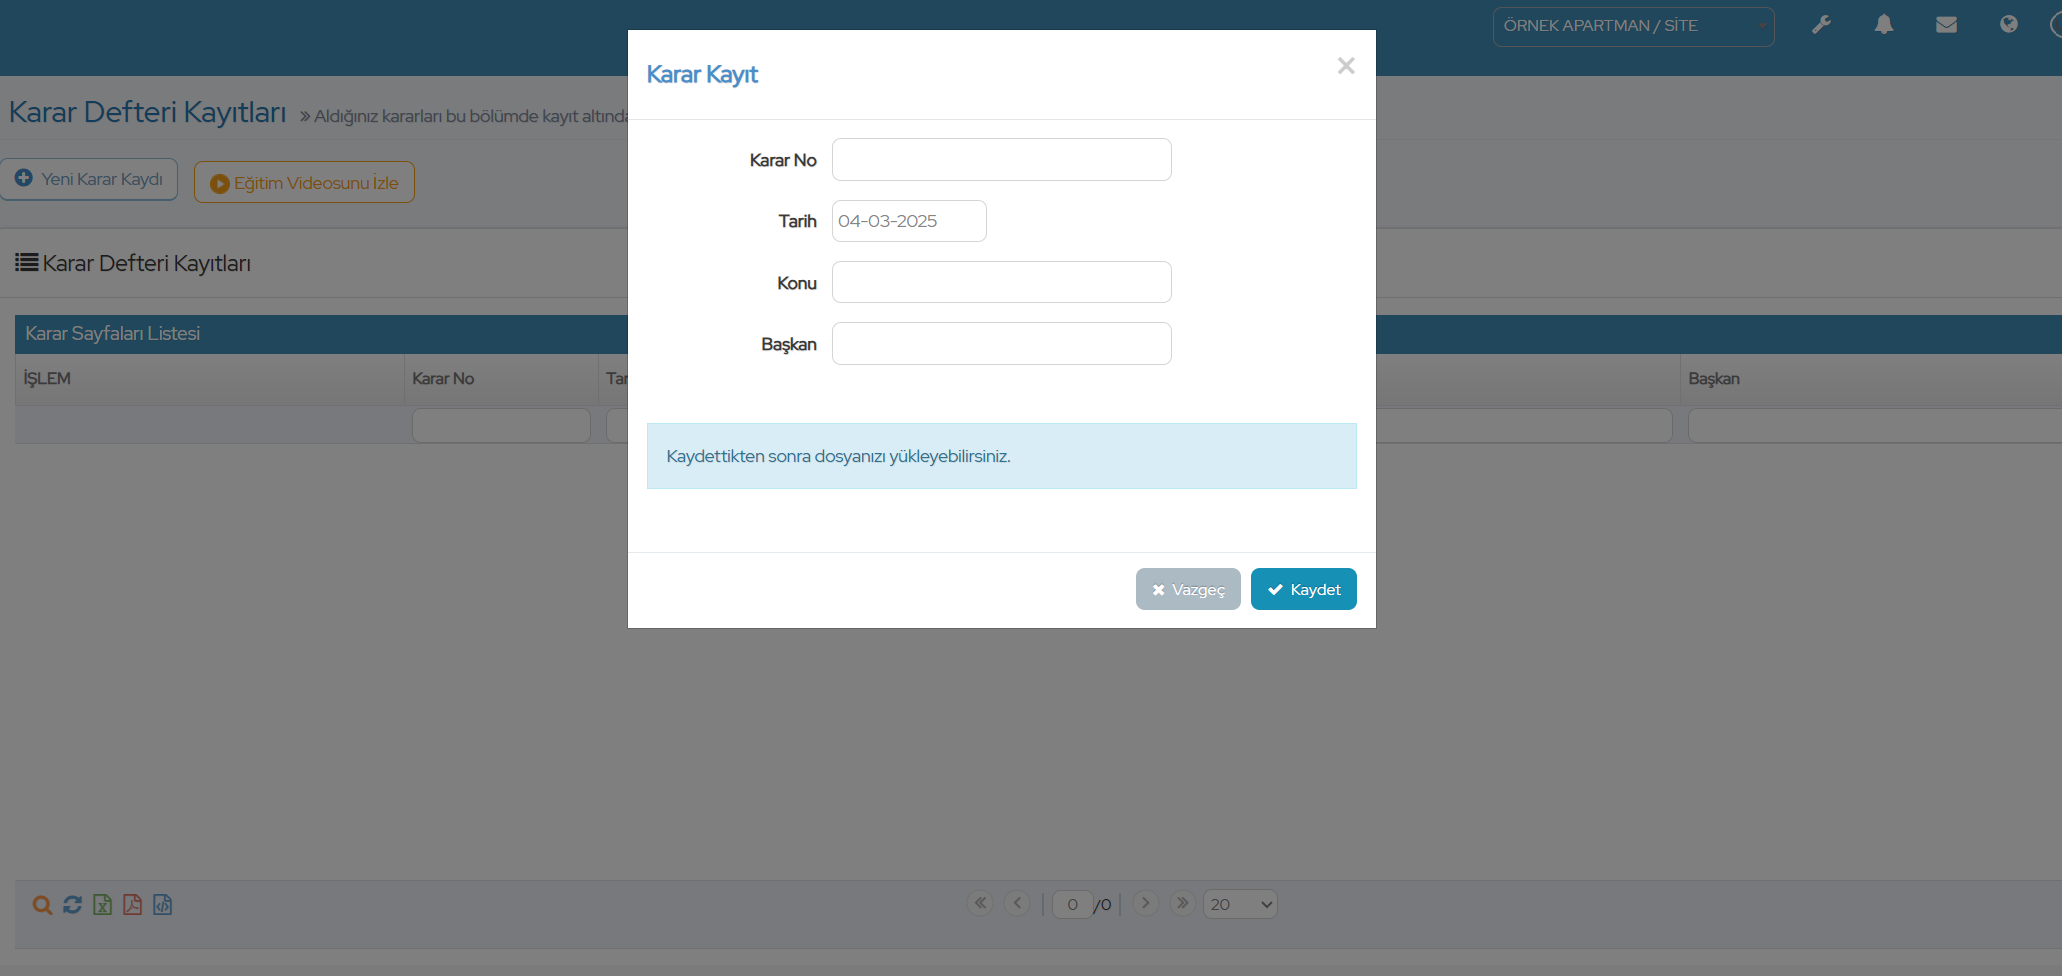 ÖRNEK APARTMAN / SİTE
Karar Kayıt
Karar Defteri Kayıtları
» Aldığınız kararları bu bölümde kayıt
Karar No
Yeni Karar Kaydı
Eğitim Videosunu İzle
Tarih 04-03-2025
Karar Defteri Kayıtları
Konu
Karar Sayfaları Listesi
Başkan
İŞLEM
Karar No
Başkan
Kaydettikten sonra dosyanızı yükleyebilirsiniz.
Vazgeç
Kaydet
0 /0
20